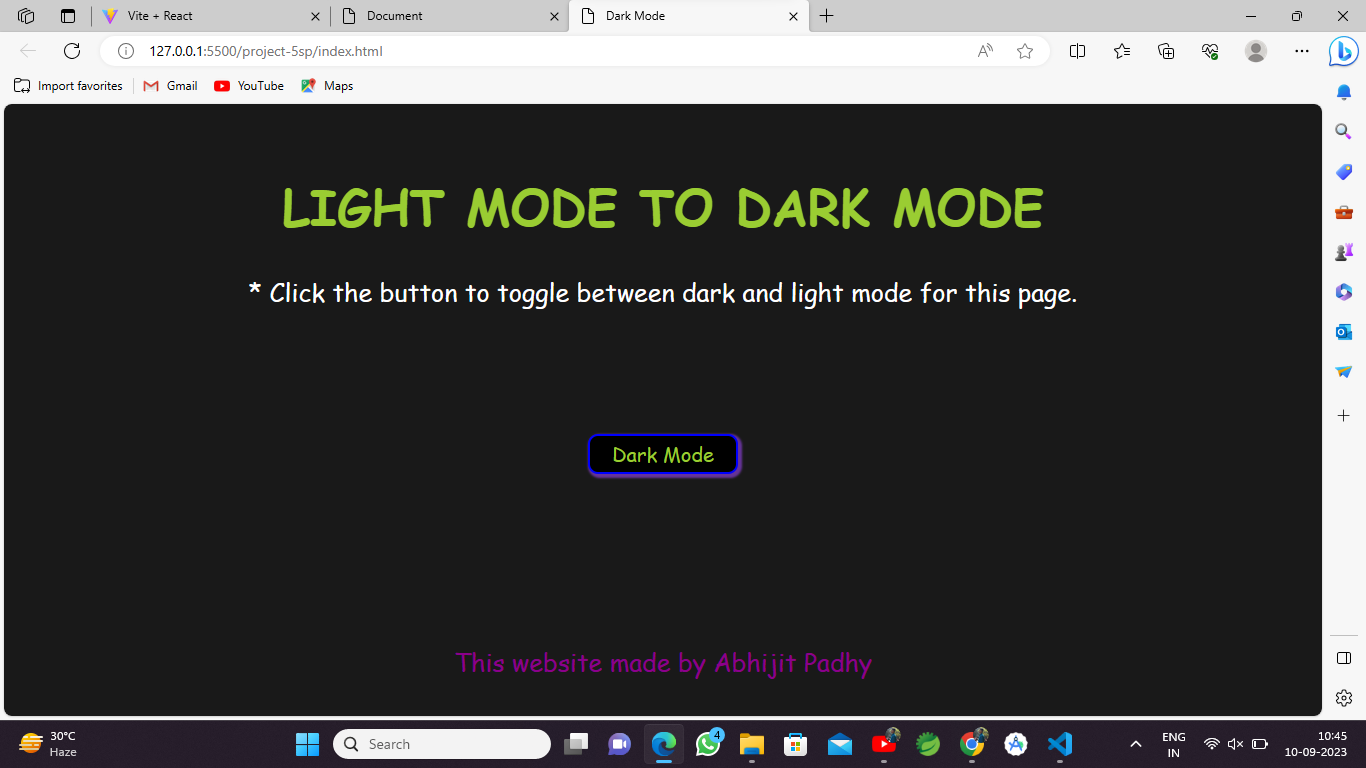 Vite + React
Document
Dark Mode
127.0.0.1:5500/project-5sp/index.html
Import favorites
Gmail
YouTube
Maps
LIGHT MODE TO DARK MODE
* Click the button to toggle between dark and light mode for this page.
Dark Mode
This website made by Abhijit Padhy
30°C
Haze
Search
4
ENG
IN
10:45
10-09-2023